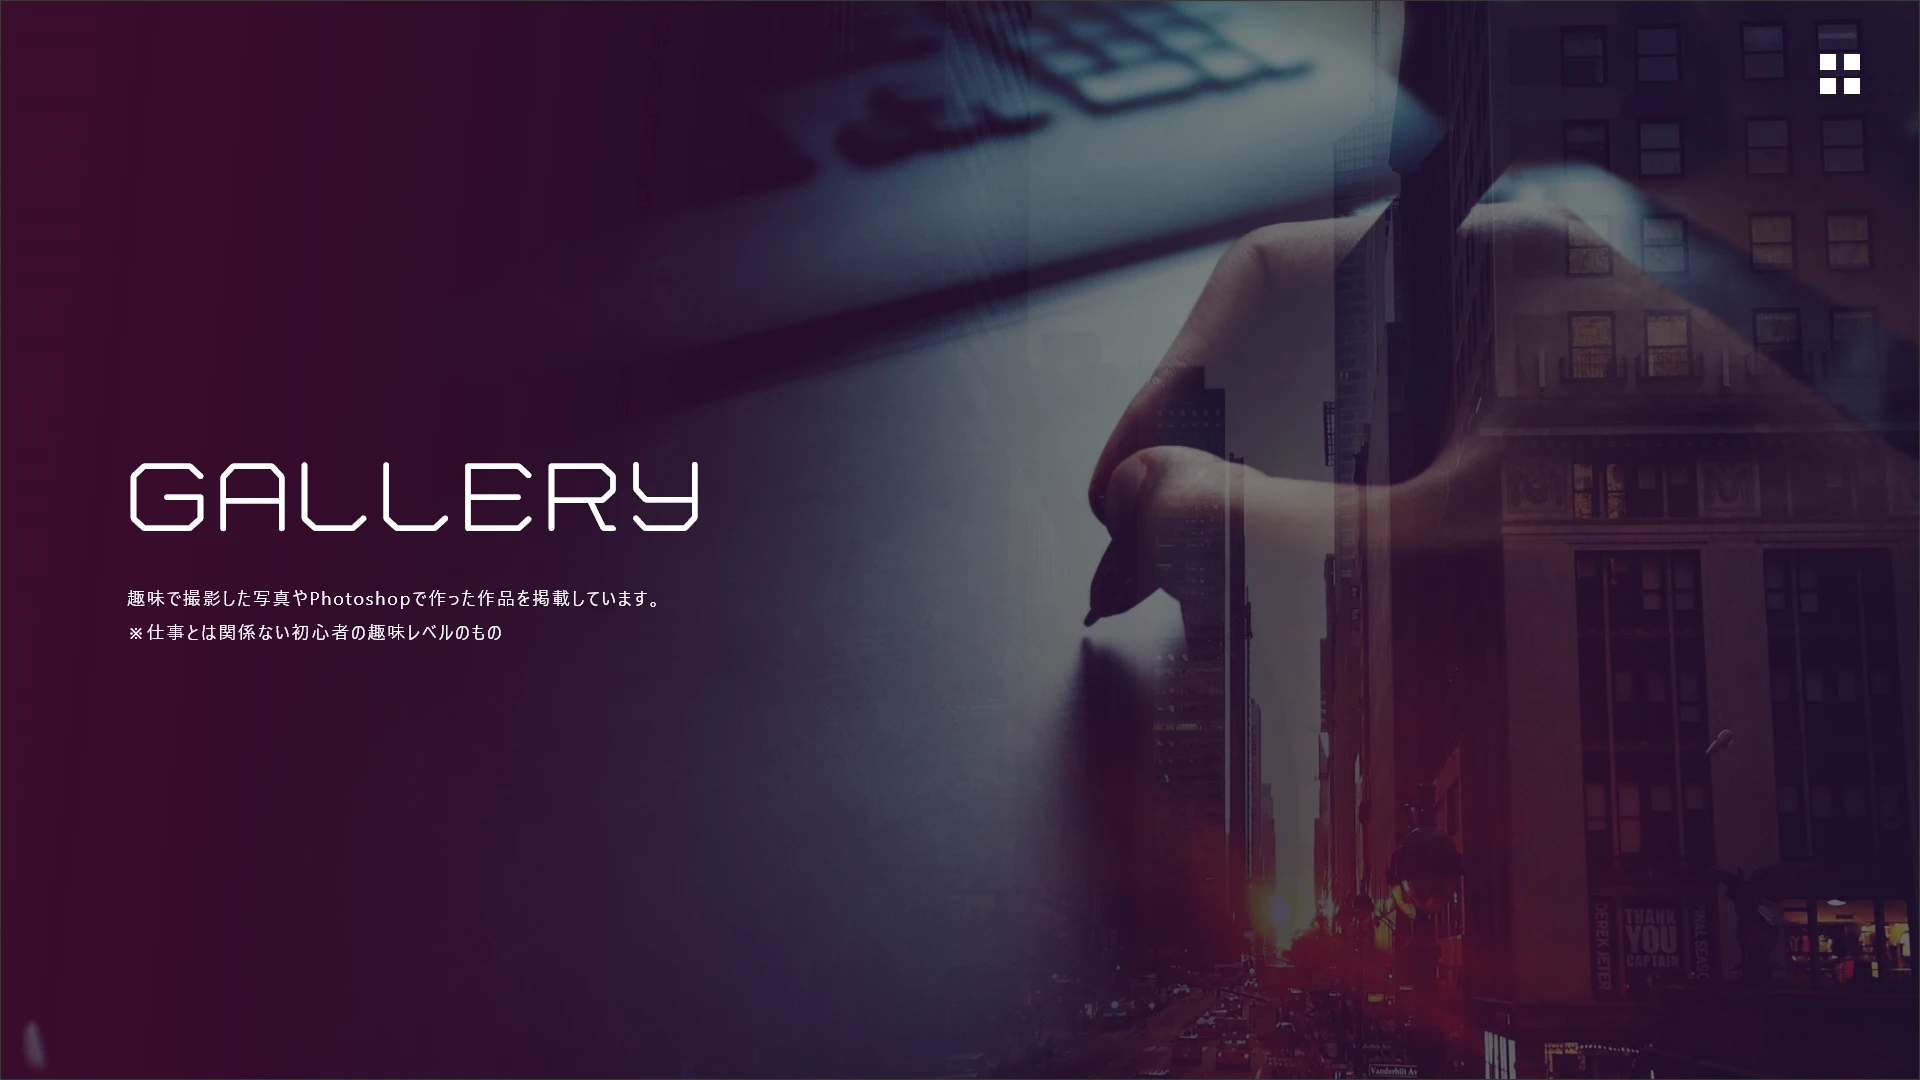 GALLERY
趣味で撮影した写真やPhotoshopで作った作品を掲載しています。
※仕事とは関係ない初心者の趣味レベルのもの
DEREK JETER
THANK
YOU
CAPTAIN
FINAL SEASON
Vanderbilt Av